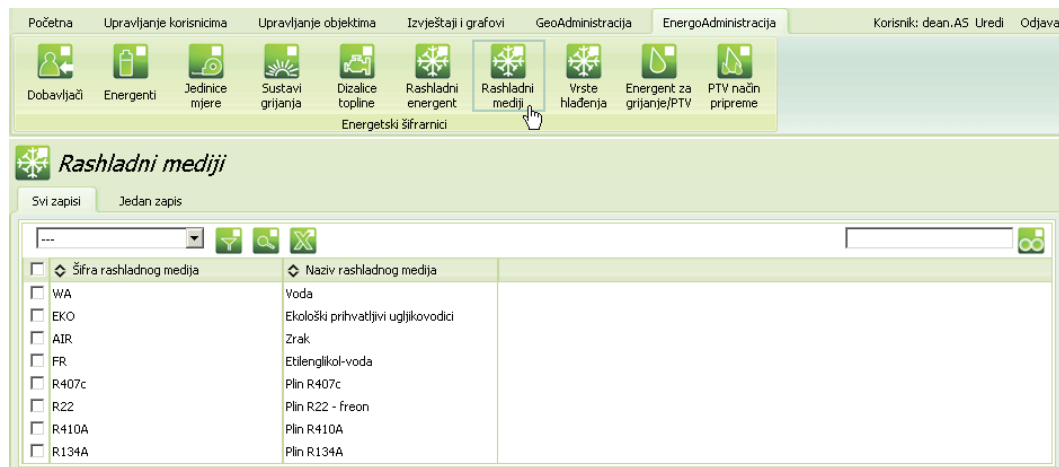 Početna Upravljanje korisnicima Upravljanje objektima Izvještaji i grafovi GeoAdministracija EnergoAdministracija Korisnik: dean.AS Uredi Odjava
Dobavljači Energenti Jedinice mjere Sustavi grijanja Dizalice topline Rashladni energent Rashladni mediji Vrste hlađenja Energent za grijanje/PTV PTV način pripreme
Energetski šifrarnici
Rashladni mediji
Svi zapisi Jedan zapis
---
Šifra rashladnog medija Naziv rashladnog medija
WA Voda
EKO Ekološki prihvatljivi ugljikovodici
AIR Zrak
FR Etilenglikol-voda
R407c Plin R407c
R22 Plin R22 - freon
R410A Plin R410A
R134A Plin R134A